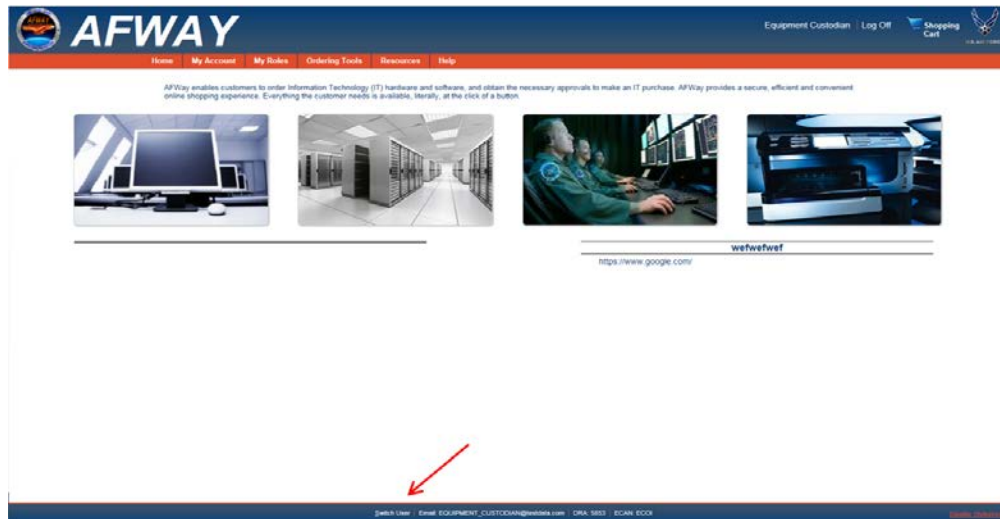 AFWAY
Equipment Custodian | Log Off
Shopping
Cart
Home
My Account
My Roles
Ordering Tools
Resources
Help
AFWay enables customers to order Information Technology (IT) hardware and software, and obtain the necessary approvals to make an IT purchase. AFWay provides a secure, efficient and convenient
online shopping experience. Everything the customer needs is available, literally, at the click of a button.
wefwefwef
https://www.google.com/
Switch User | Email: EQUIPMENT_CUSTODIAN@testdata.com | DRA: 5853 | ECAN: ECOI